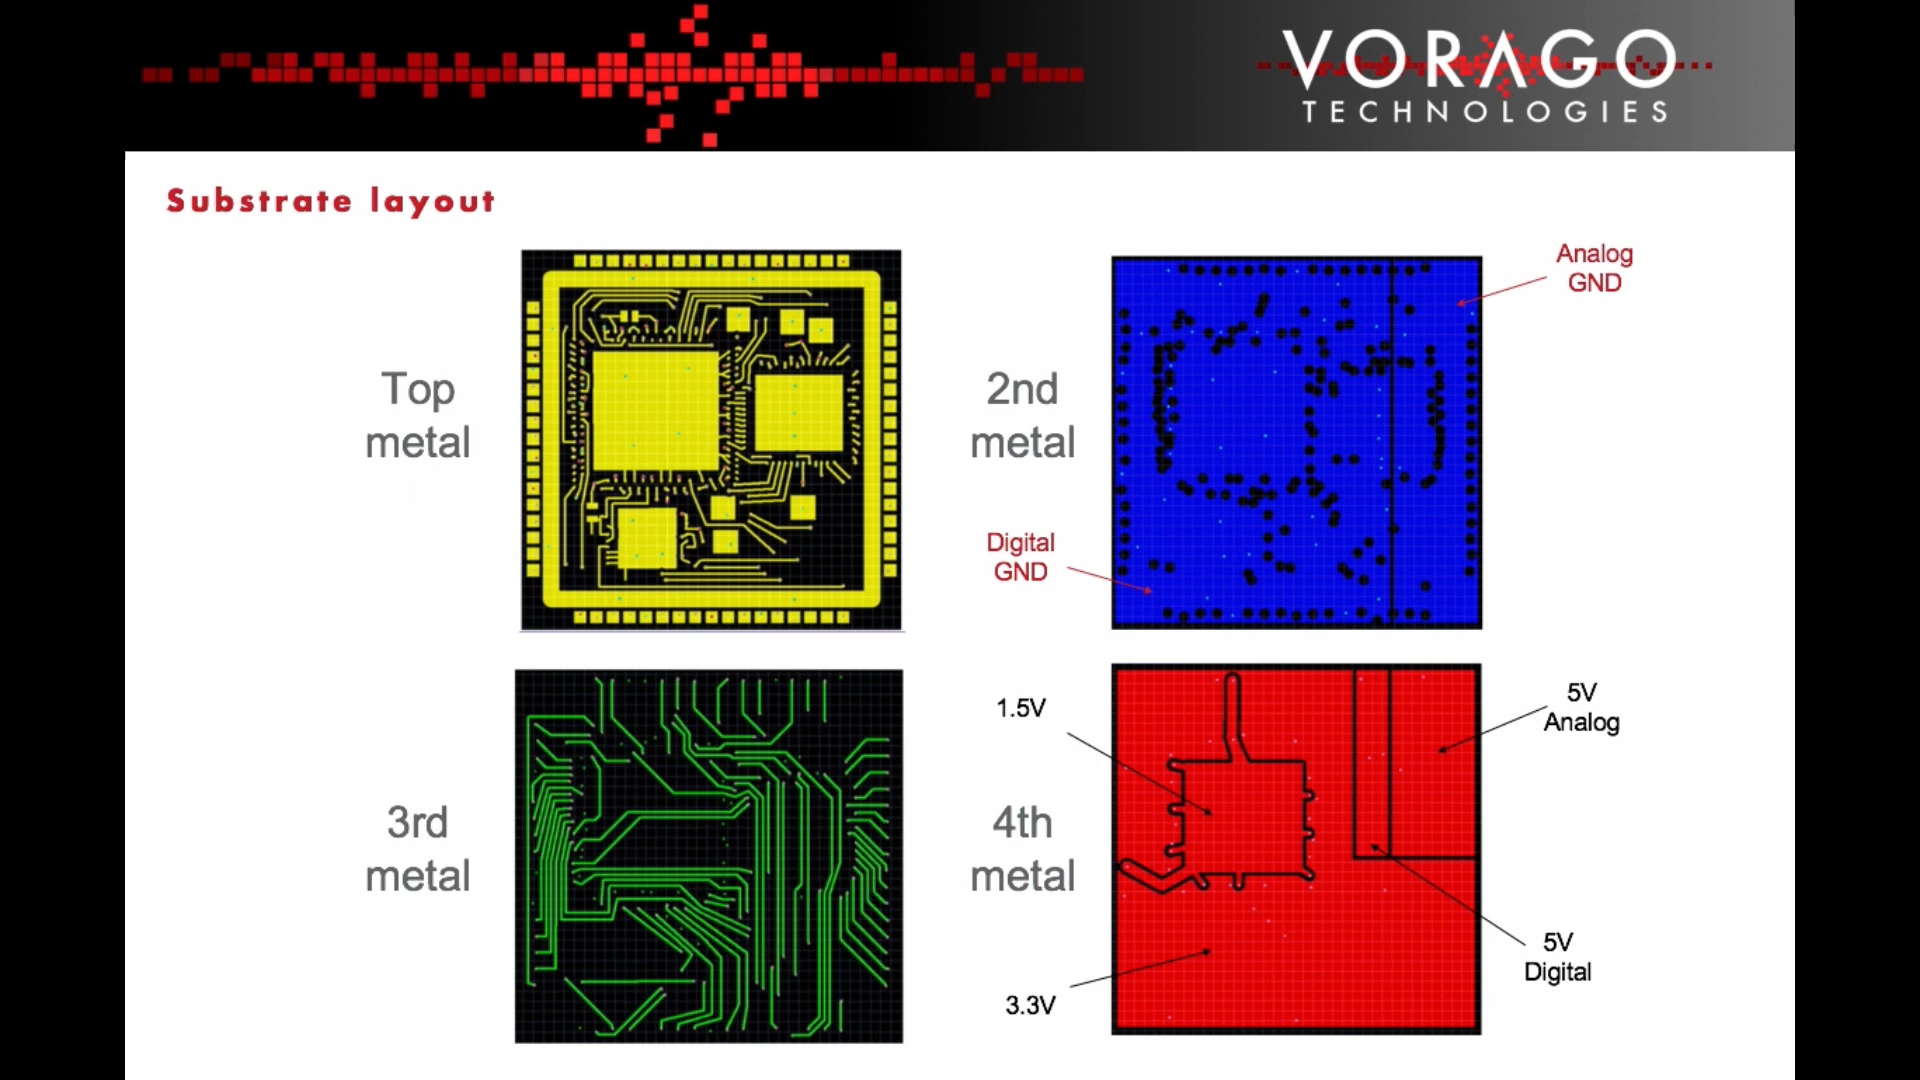 VORAGO
TECHNOLOGIES
Substrate layout
Top
metal
2nd
metal
Analog
GND
Digital
GND
3rd
metal
4th
metal
1.5V
5V
Analog
5V
Digital
3.3V